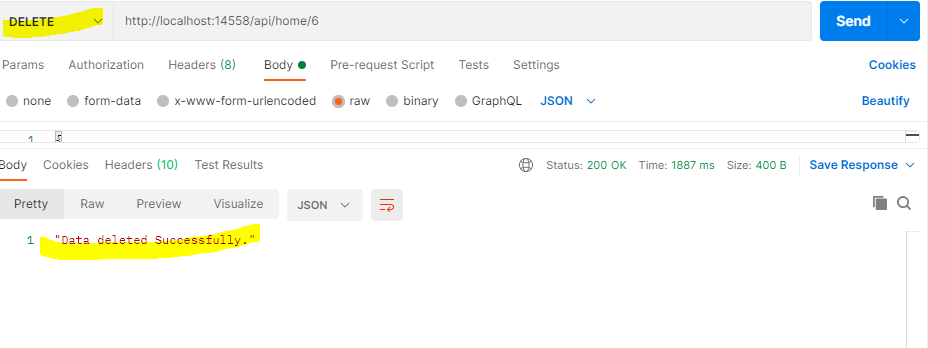 DELETE http://localhost:14558/api/home/6 Send
Params Authorization Headers (8) Body Pre-request Script Tests Settings Cookies
none form-data x-www-form-urlencoded raw binary GraphQL JSON Beautify
1 {
Body Cookies Headers (10) Test Results Status: 200 OK Time: 1887 ms Size: 400 B Save Response
Pretty Raw Preview Visualize JSON
1 "Data deleted Successfully."